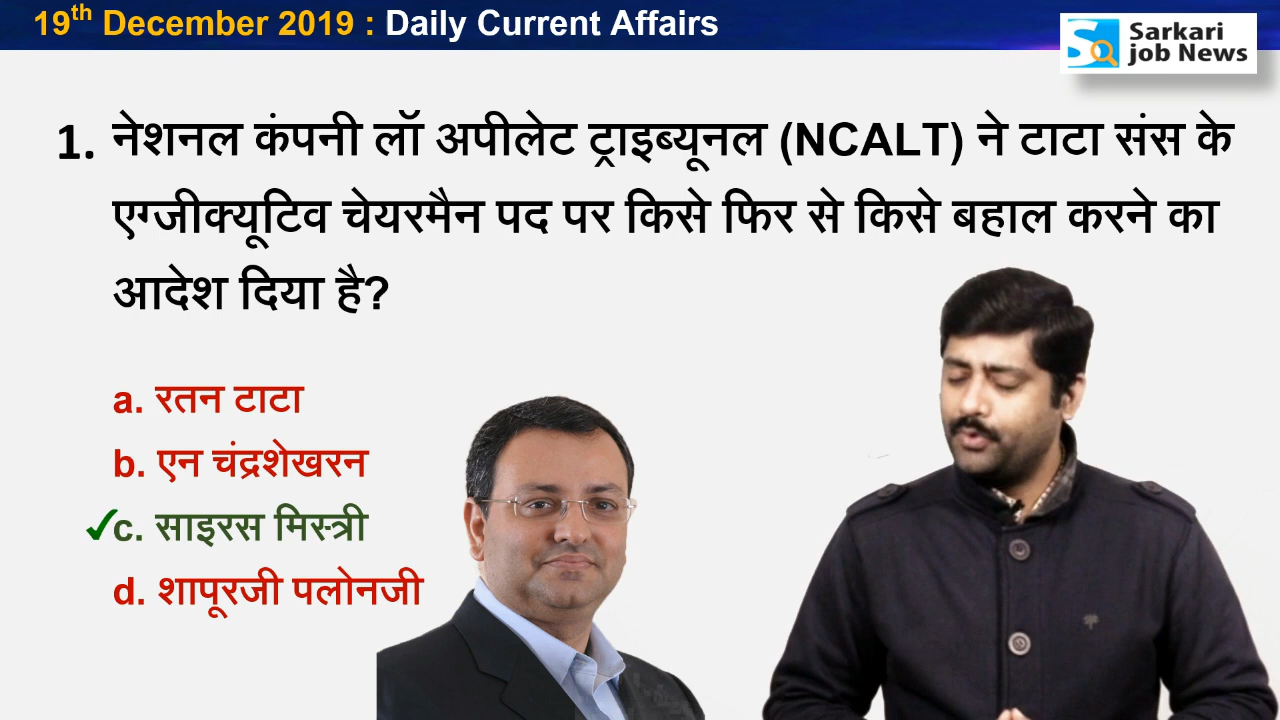 19th December 2019 : Daily Current Affairs
Sarkari
job News
1. नेशनल कंपनी लॉ अपीलेट ट्राइब्यूनल (NCALT) ने टाटा संस के
एग्जीक्यूटिव चेयरमैन पद पर किसे फिर से किसे बहाल करने का
आदेश दिया है?
a. रतन टाटा
b. एन चंद्रशेखरन
✓c. साइरस मिस्त्री
d. शापूरजी पलोनजी